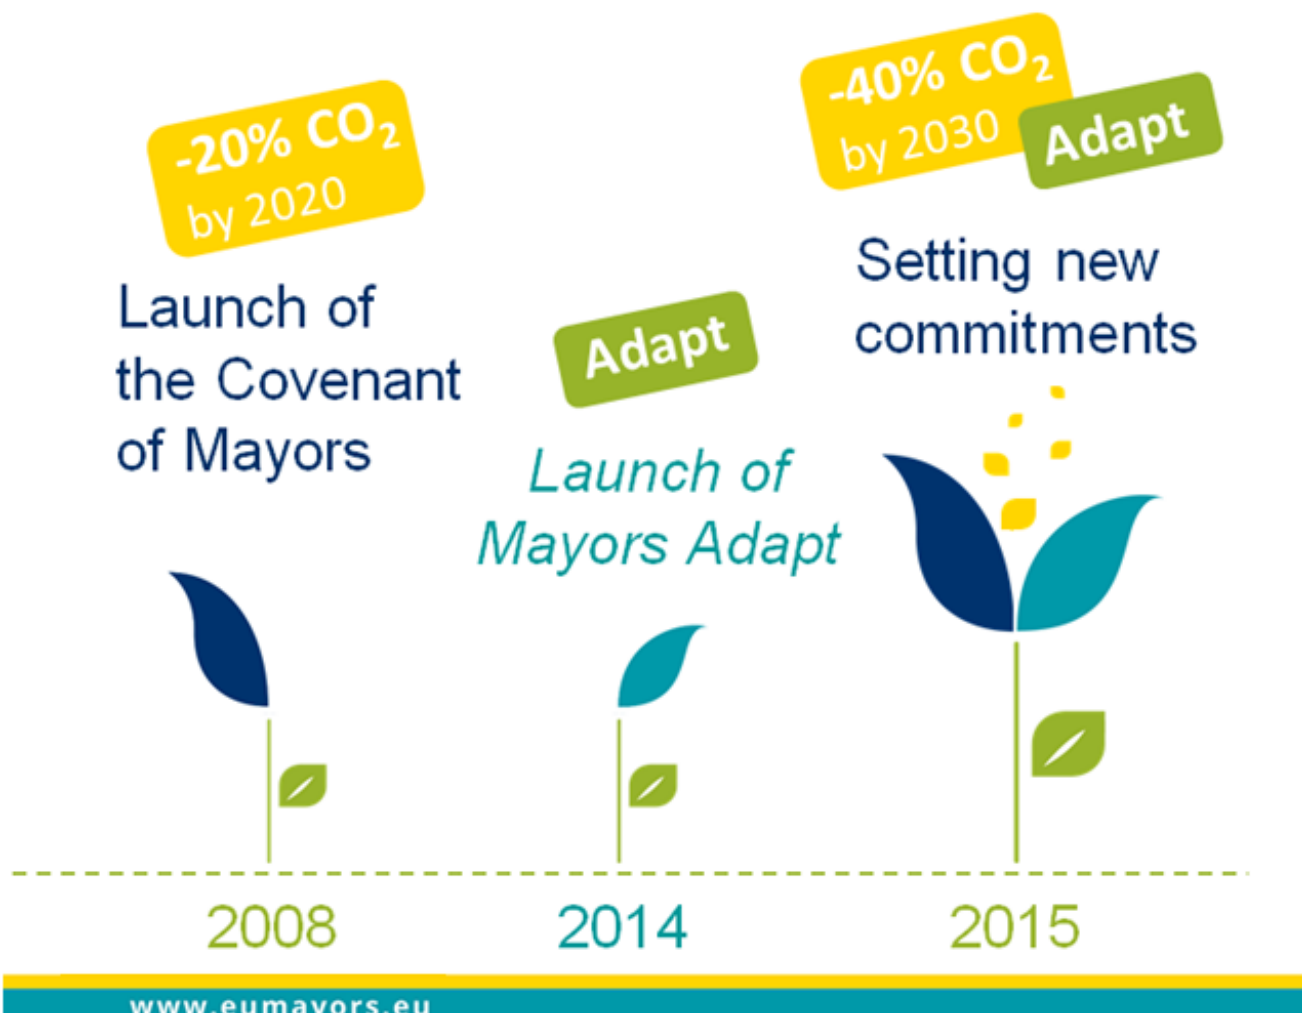 -20% CO₂
by 2020
Launch of
the Covenant
of Mayors
Adapt
Launch of
Mayors Adapt
-40% CO₂
by 2030
Adapt
Setting new
commitments
2008
2014
2015
www.eumayors.eu